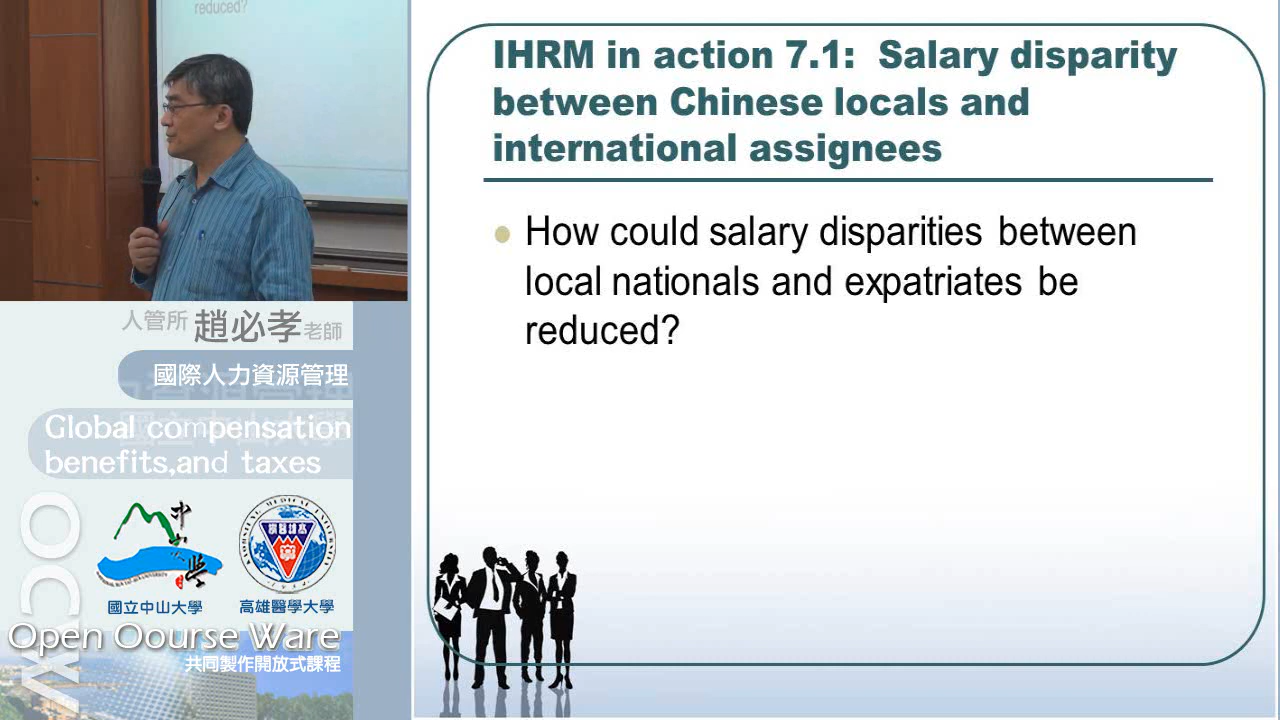 reduced?
IHRM in action 7.1: Salary disparity
between Chinese locals and
international assignees
How could salary disparities between
local nationals and expatriates be
reduced?
人管所 趙必孝老師
國際人力資源管理
Global compensation
benefits,and taxes
國立中山大學
高雄醫學大學
Open Oourse Ware
共同製作開放式課程
OCW